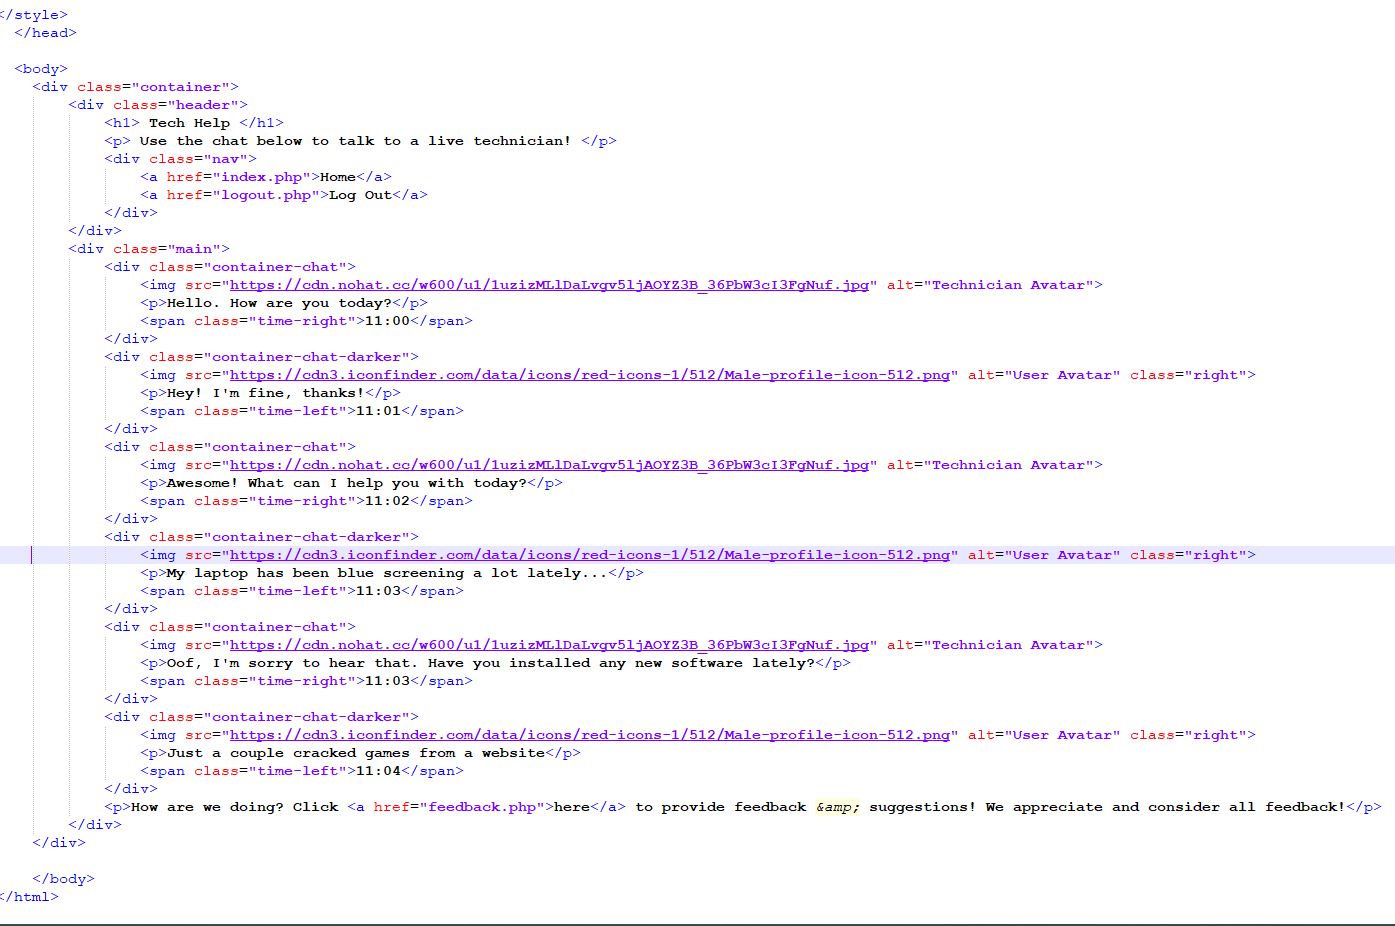 </style>
</head>
<body>
<div class="container">
<div class="header">
<h1> Tech Help </h1>
<p> Use the chat below to talk to a live technician! </p>
<div class="nav">
<a href="index.php">Home</a>
<a href="logout.php">Log Out</a>
</div>
</div>
<div class="main">
<div class="container-chat">
<img src="https://cdn.nohat.cc/w600/u1/1uzizMLlDaLvgv5ljAOYZ3B_36PbW3cI3FgNuf.jpg" alt="Technician Avatar">
<p>Hello. How are you today?</p>
<span class="time-right">11:00</span>
</div>
<div class="container-chat-darker">
<img src="https://cdn3.iconfinder.com/data/icons/red-icons-1/512/Male-profile-icon-512.png" alt="User Avatar" class="right">
<p>Hey! I'm fine, thanks!</p>
<span class="time-left">11:01</span>
</div>
<div class="container-chat">
<img src="https://cdn.nohat.cc/w600/u1/1uzizMLlDaLvgv5ljAOYZ3B_36PbW3cI3FgNuf.jpg" alt="Technician Avatar">
<p>Awesome! What can I help you with today?</p>
<span class="time-right">11:02</span>
</div>
<div class="container-chat-darker">
<img src="https://cdn3.iconfinder.com/data/icons/red-icons-1/512/Male-profile-icon-512.png" alt="User Avatar" class="right">
<p>My laptop has been blue screening a lot lately...</p>
<span class="time-left">11:03</span>
</div>
<div class="container-chat">
<img src="https://cdn.nohat.cc/w600/u1/1uzizMLlDaLvgv5ljAOYZ3B_36PbW3cI3FgNuf.jpg" alt="Technician Avatar">
<p>Oof, I'm sorry to hear that. Have you installed any new software lately?</p>
<span class="time-right">11:03</span>
</div>
<div class="container-chat-darker">
<img src="https://cdn3.iconfinder.com/data/icons/red-icons-1/512/Male-profile-icon-512.png" alt="User Avatar" class="right">
<p>Just a couple cracked games from a website</p>
<span class="time-left">11:04</span>
</div>
<p>How are we doing? Click <a href="feedback.php">here</a> to provide feedback &amp; suggestions! We appreciate and consider all feedback!</p>
</div>
</div>
</body>
</html>